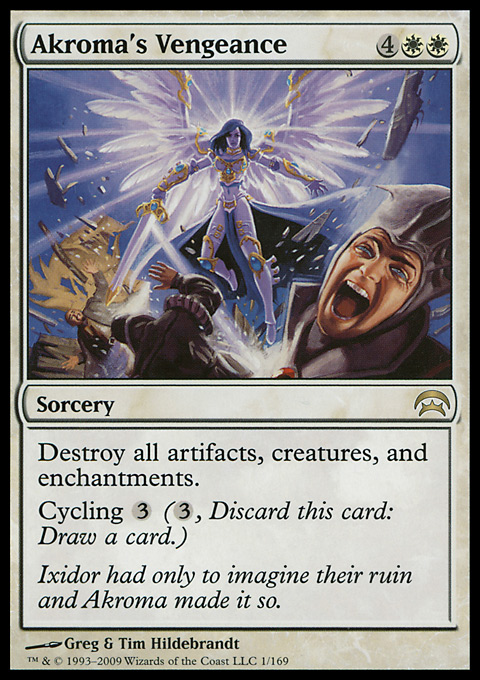 Akroma's Vengeance 4
Sorcery
Destroy all artifacts, creatures, and
enchantments.
Cycling 3 (3, Discard this card:
Draw a card.)
Ixidor had only to imagine their ruin
and Akroma made it so.
Greg & Tim Hildebrandt
™ & © 1993–2009 Wizards of the Coast LLC 1/169